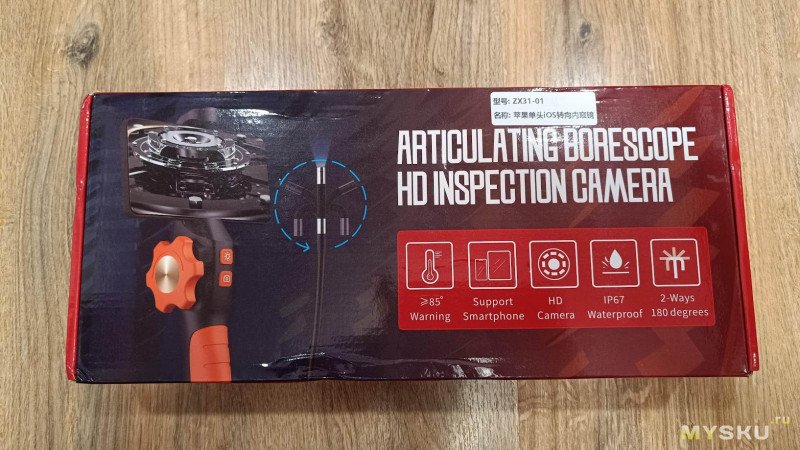 型号: ZX31-01
名称: 苹果单头iOS转向内窥镜
ARTICULATING BORESCOPE
HD INSPECTION CAMERA
≥85°
Warning
Support
Smartphone
HD
Camera
IP67
Waterproof
2-Ways
180 degrees
MYSKU.ru